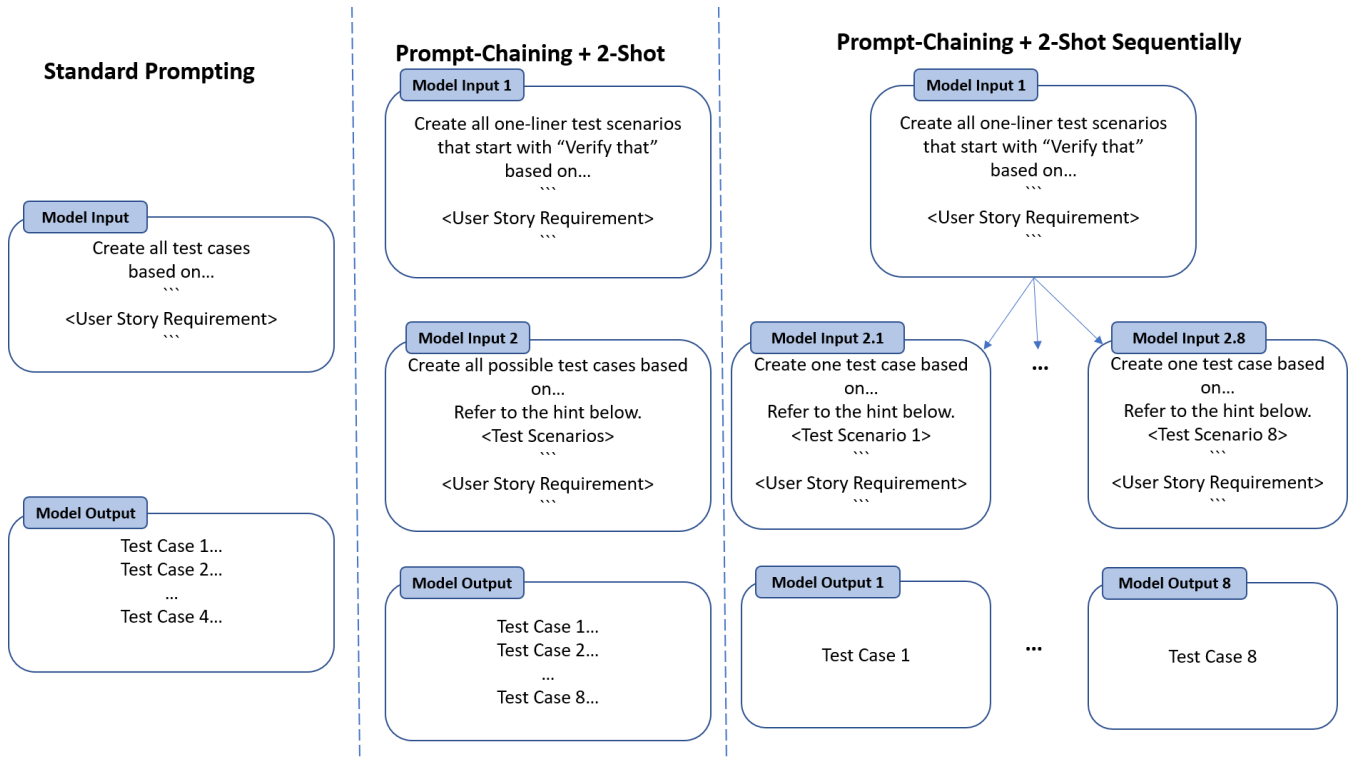 Standard Prompting
Model Input
Create all test cases
based on...
```
<User Story Requirement>
```
Model Output
Test Case 1...
Test Case 2...
...
Test Case 4...
Prompt-Chaining + 2-Shot
Model Input 1
Create all one-liner test scenarios
that start with “Verify that”
based on...
```
<User Story Requirement>
```
Model Input 2
Create all possible test cases based
on...
Refer to the hint below.
<Test Scenarios>
```
<User Story Requirement>
```
Model Output
Test Case 1...
Test Case 2...
...
Test Case 8...
Prompt-Chaining + 2-Shot Sequentially
Model Input 1
Create all one-liner test scenarios
that start with “Verify that”
based on...
```
<User Story Requirement>
```
Model Input 2.1
Create one test case based
on...
Refer to the hint below.
<Test Scenario 1>
```
<User Story Requirement>
```
...
Model Input 2.8
Create one test case based
on...
Refer to the hint below.
<Test Scenario 8>
```
<User Story Requirement>
```
Model Output 1
Test Case 1
...
Model Output 8
Test Case 8